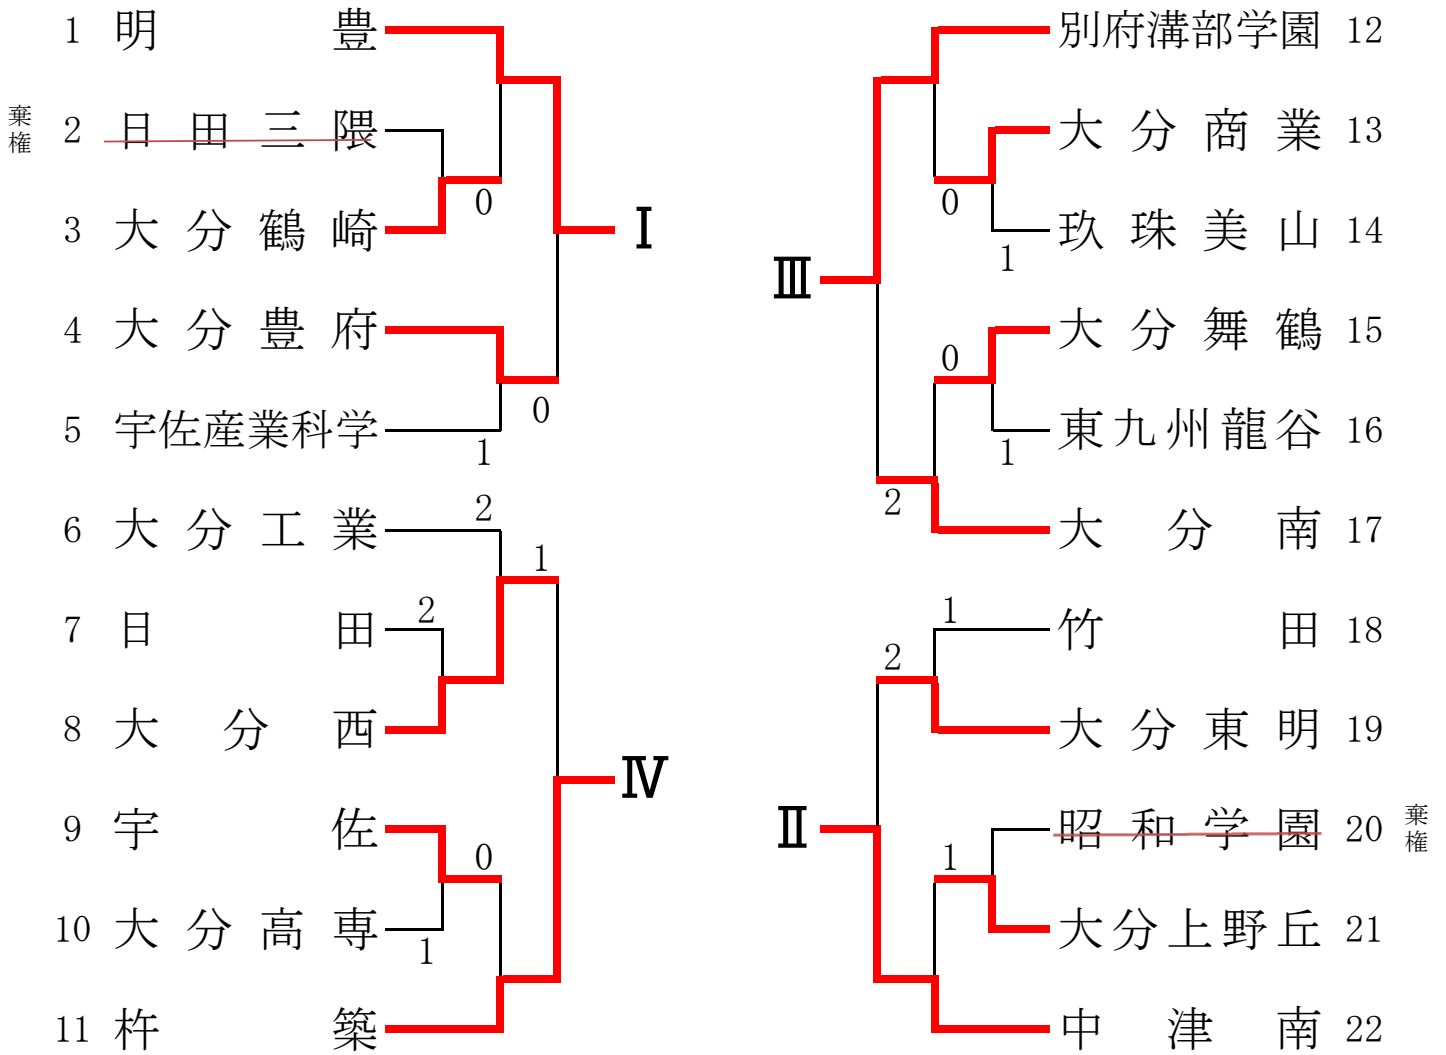 1 明豊
棄権
2 日田三隈
0
3 大分鶴崎
Ⅰ
4 大分豊府
0
5 宇佐産業科学
1
6 大分工業
2
1
7 日田
2
8 大分西
Ⅳ
9 宇佐
0
10 大分高専
1
11 杵築
別府溝部学園 12
大分商業 13
0
玖珠美山 14
1
Ⅲ
大分舞鶴 15
0
東九州龍谷 16
1
2
大分南 17
竹田 18
1
2
大分東明 19
Ⅱ
昭和学園 20
棄権
1
大分上野丘 21
中津南 22